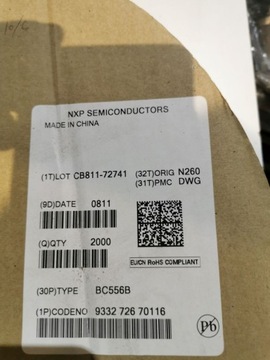 NXP SEMICONDUCTORS
MADE IN CHINA
(1T)LOT CB811-72741 (32T)ORIG N260
(31T)PMC DWG
(9D)DATE 0811
(Q)QTY 2000
EU/CN RoHS COMPLIANT
(30P)TYPE BC556B
(1P)CODENO 9332 726 70116
Pb